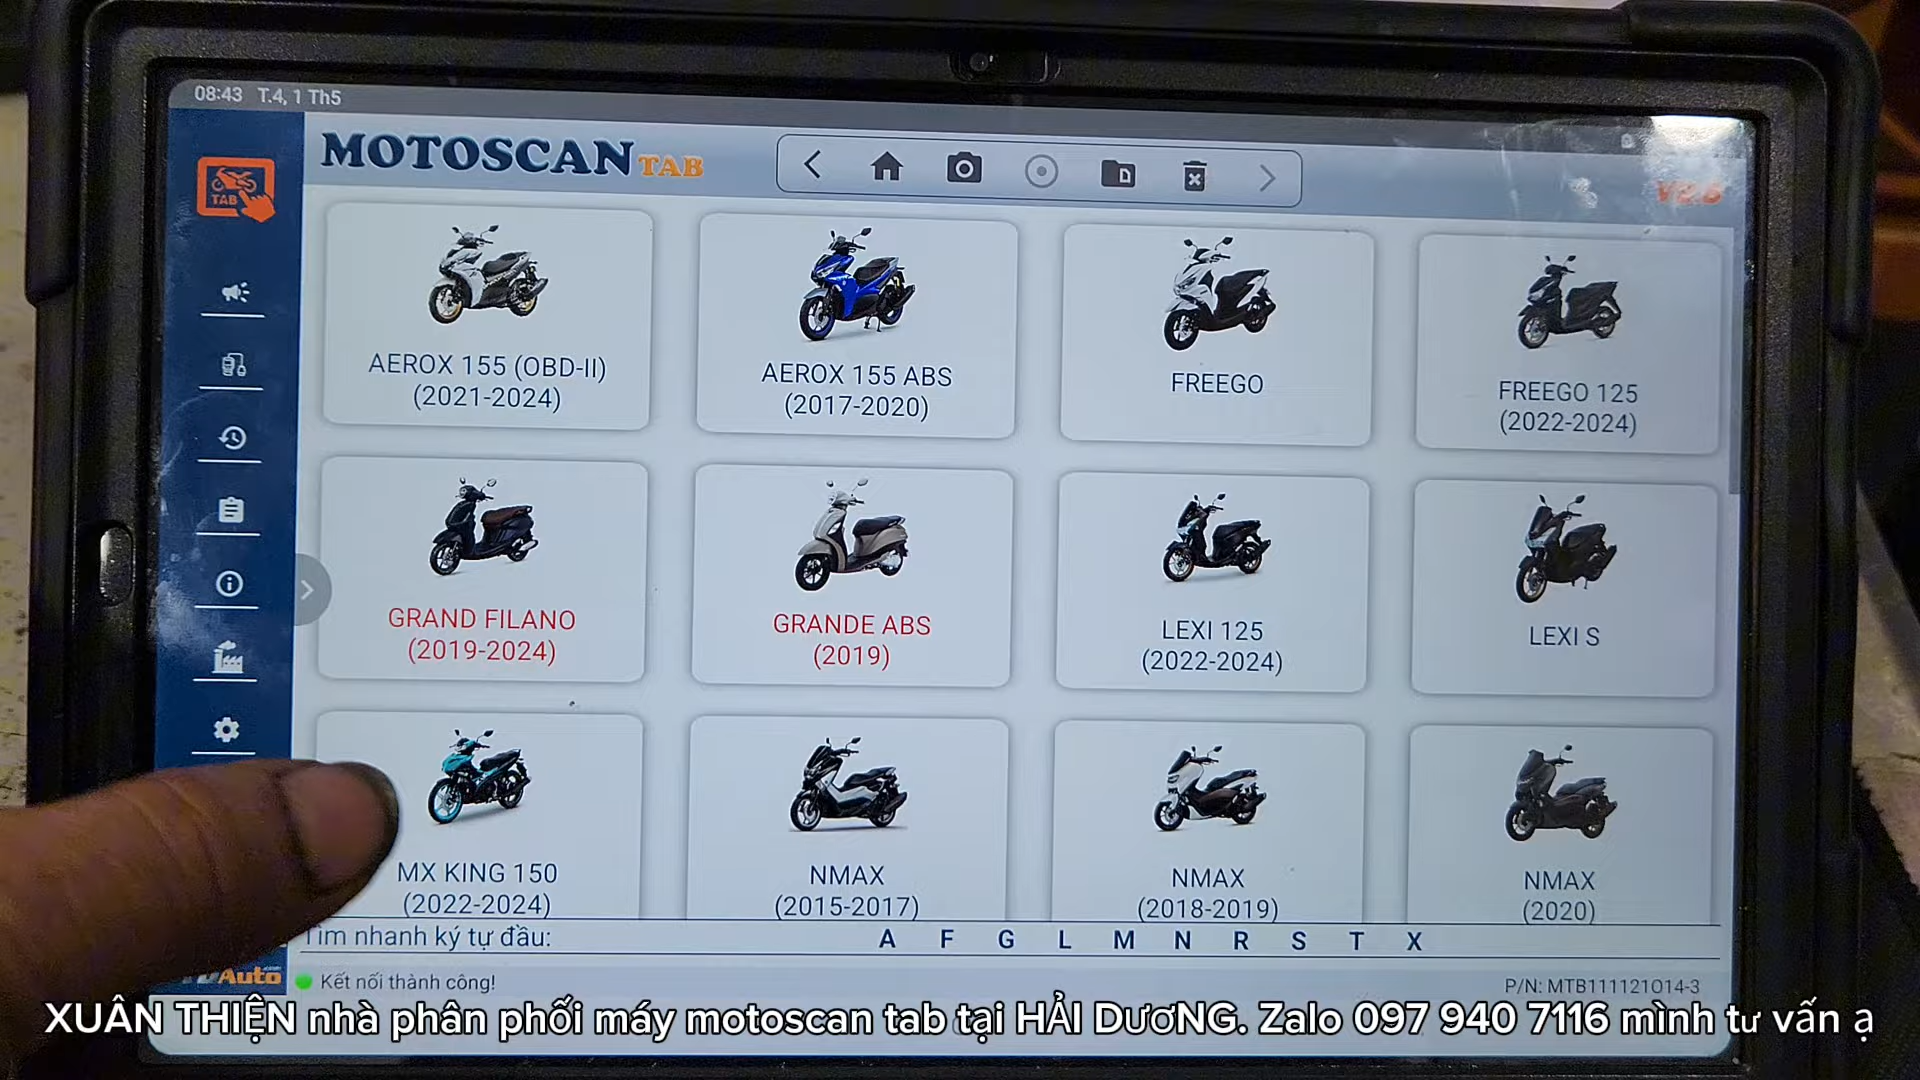 08:43 T.4, 1 Th5
MOTOSCAN TAB
TAB
V2.6
AEROX 155 (OBD-II)
(2021-2024)
AEROX 155 ABS
(2017-2020)
FREEGO
FREEGO 125
(2022-2024)
GRAND FILANO
(2019-2024)
GRANDE ABS
(2019)
LEXI 125
(2022-2024)
LEXI S
MX KING 150
(2022-2024)
NMAX
(2015-2017)
NMAX
(2018-2019)
NMAX
(2020)
Tìm nhanh ký tự đầu:
A F G L M N R S T X
Auto
Kết nối thành công!
P/N: MTB111121O14-3
XUÂN THIỆN nhà phân phối máy motoscan tab tại HẢI DươNG. Zalo 097 940 7116 mình tư vấn ạ